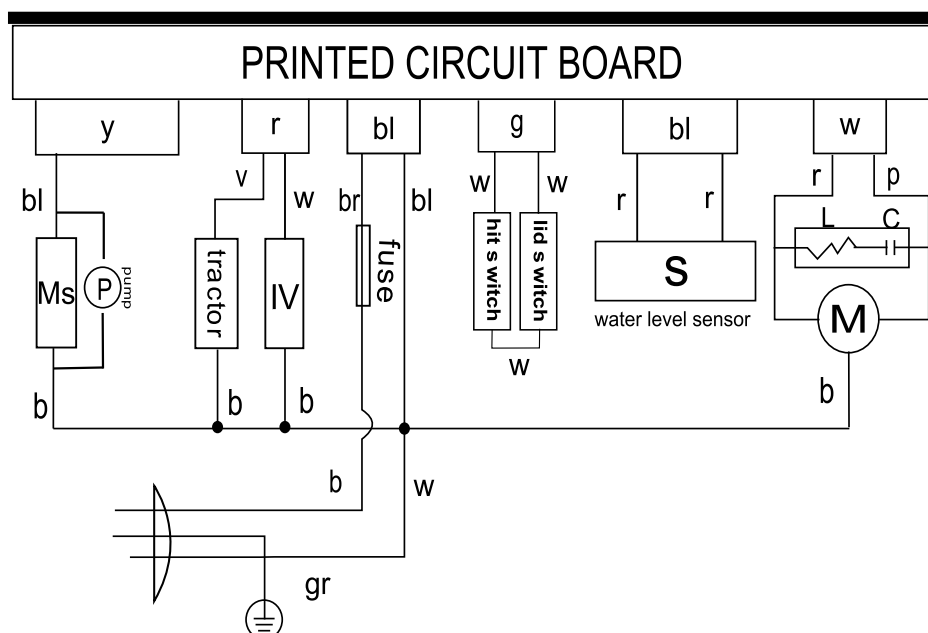 PRINTED CIRCUIT BOARD
y r bl g bl w
bl
v
w
br
bl
w
w
r
r
r
p
Ms
P
pump
tractor
IV
fuse
hit s witch
lid s witch
w
S
water level sensor
L
C
M
b
b
b
b
b
w
gr